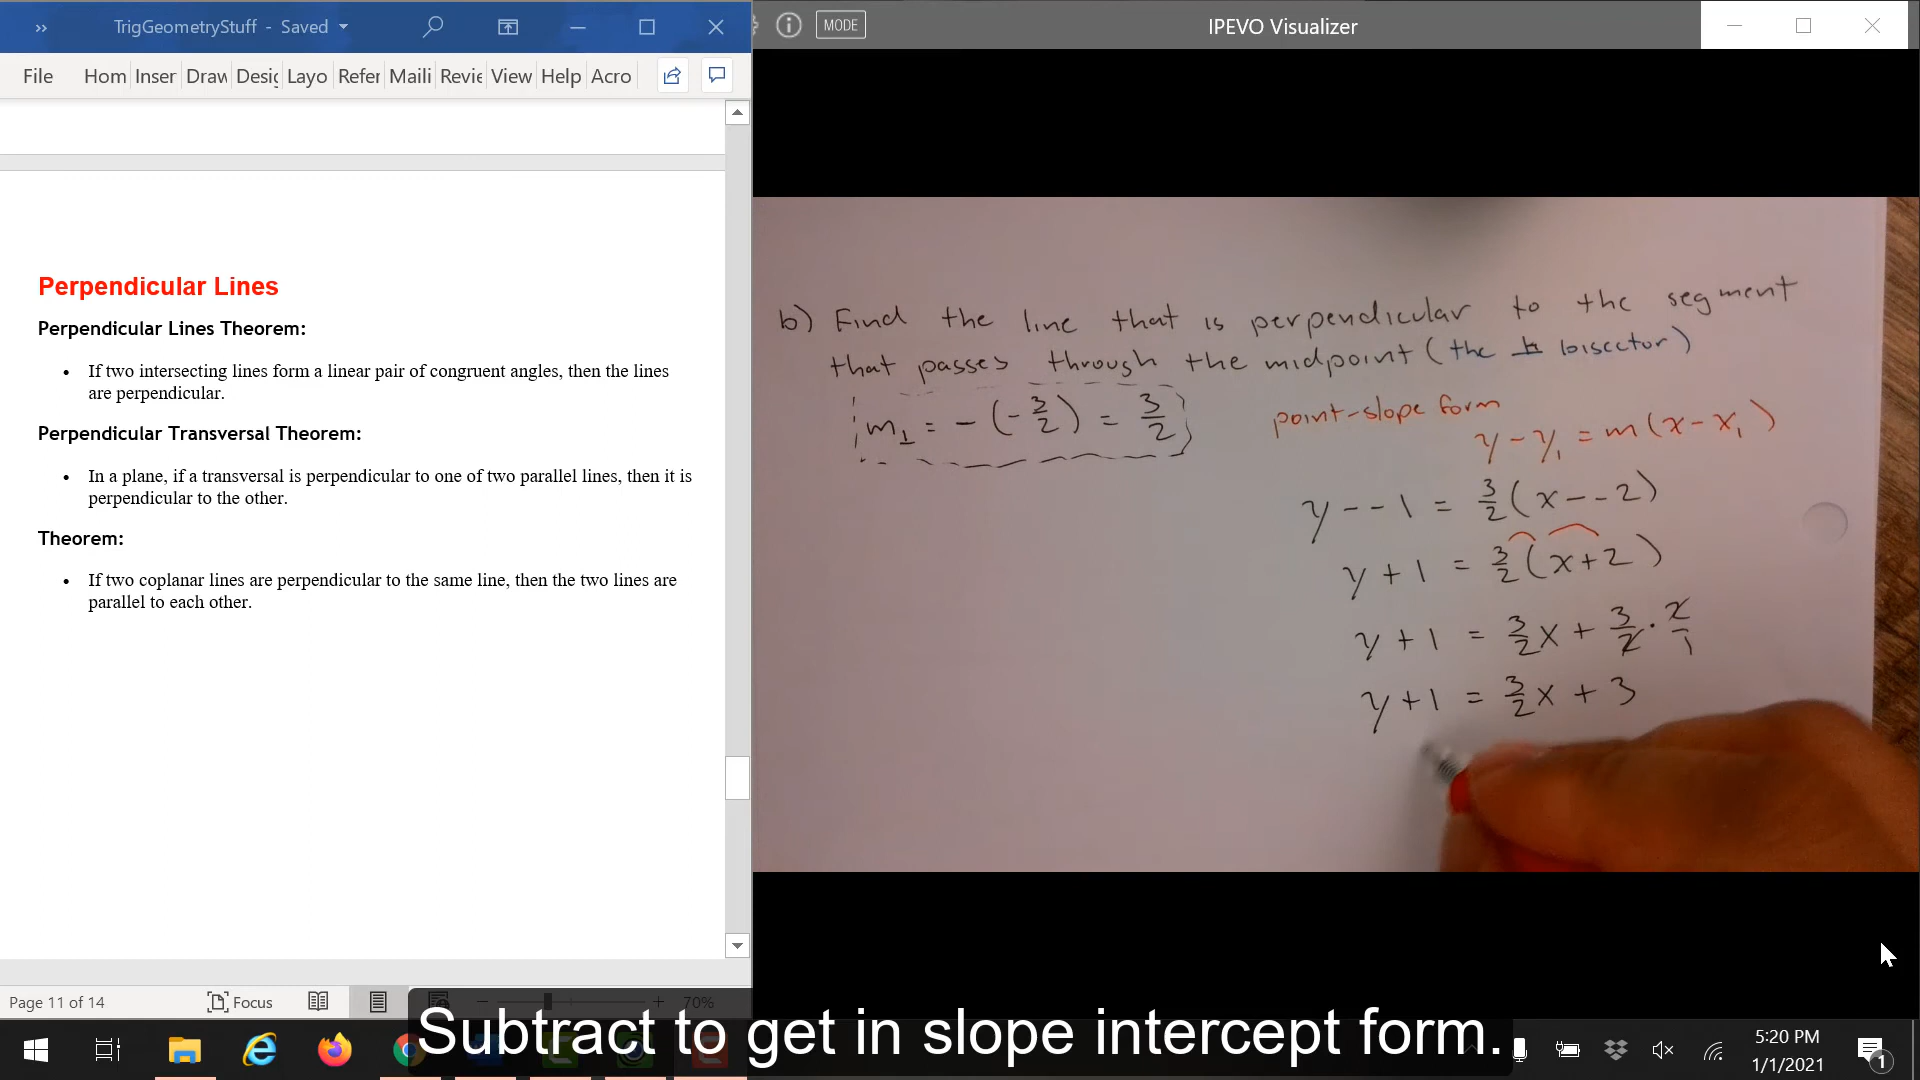 TrigGeometryStuff - Saved
MODE
IPEVO Visualizer
File Hom Inser Draw Desig Layo Refer Maili Revie View Help Acro
Perpendicular Lines
Perpendicular Lines Theorem:
• If two intersecting lines form a linear pair of congruent angles, then the lines
are perpendicular.
Perpendicular Transversal Theorem:
• In a plane, if a transversal is perpendicular to one of two parallel lines, then it is
perpendicular to the other.
Theorem:
• If two coplanar lines are perpendicular to the same line, then the two lines are
parallel to each other.
b) Find the line that is perpendicular to the segment
that passes through the midpoint (the ⊥ bisector)
m⊥ = -(-3/2) = 3/2
point-slope form
y - y₁ = m(x - x₁)
y - - 1 = 3/2(x - - 2)
y + 1 = 3/2(x + 2)
y + 1 = 3/2x + 3/2 · 2/1
y + 1 = 3/2x + 3
Page 11 of 14
Focus
70%
Subtract to get in slope intercept form.
5:20 PM
1/1/2021
1